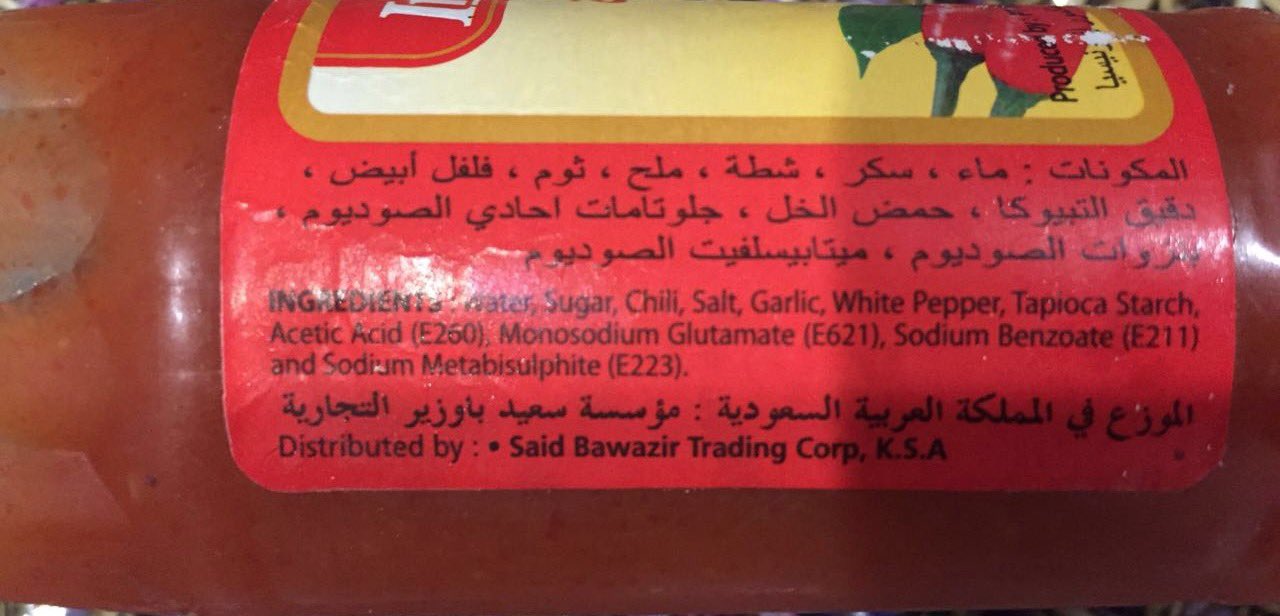 Produced by
المكونات : ماء ، سكر ، شطة ، ملح ، ثوم ، فلفل أبيض ،
دقيق التبيوكا ، حمض الخل ، جلوتامات احادي الصوديوم ،
بنزوات الصوديوم ، ميتابيسلفيت الصوديوم
INGREDIENTS : Water, Sugar, Chili, Salt, Garlic, White Pepper, Tapioca Starch,
Acetic Acid (E260), Monosodium Glutamate (E621), Sodium Benzoate (E211)
and Sodium Metabisulphite (E223).
الموزع في المملكة العربية السعودية : مؤسسة سعيد باوزير التجارية
Distributed by : • Said Bawazir Trading Corp, K.S.A